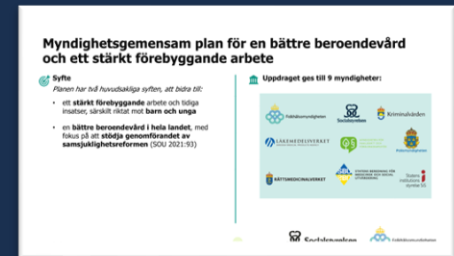 Myndighetsgemensam plan för en bättre beroendevård
och ett stärkt förebyggande arbete
Syfte
Planen har två huvudsakliga syften, att bidra till:
• ett stärkt förebyggande arbete och tidiga
insatser, särskilt riktat mot barn och unga
• en bättre beroendevård i hela landet, med
fokus på att stödja genomförandet av
samsjuklighetsreformen (SOU 2021:93)
Uppdraget ges till 9 myndigheter:
Folkhälsomyndigheten
Socialstyrelsen
Kriminalvården
LÄKEMEDELSVERKET
RÄTTSMEDICINALVERKET
Statens
institutions
styrelse SiS
Socialstyrelsen
Folkhälsomyndigheten